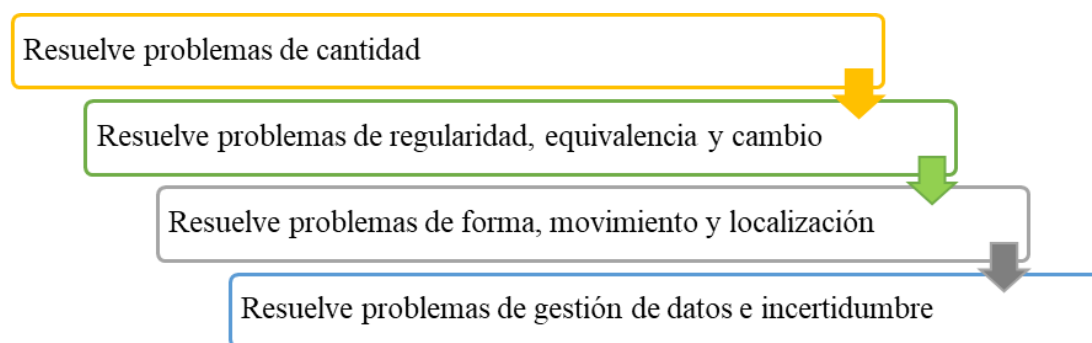 Resuelve problemas de cantidad
Resuelve problemas de regularidad, equivalencia y cambio
Resuelve problemas de forma, movimiento y localización
Resuelve problemas de gestión de datos e incertidumbre